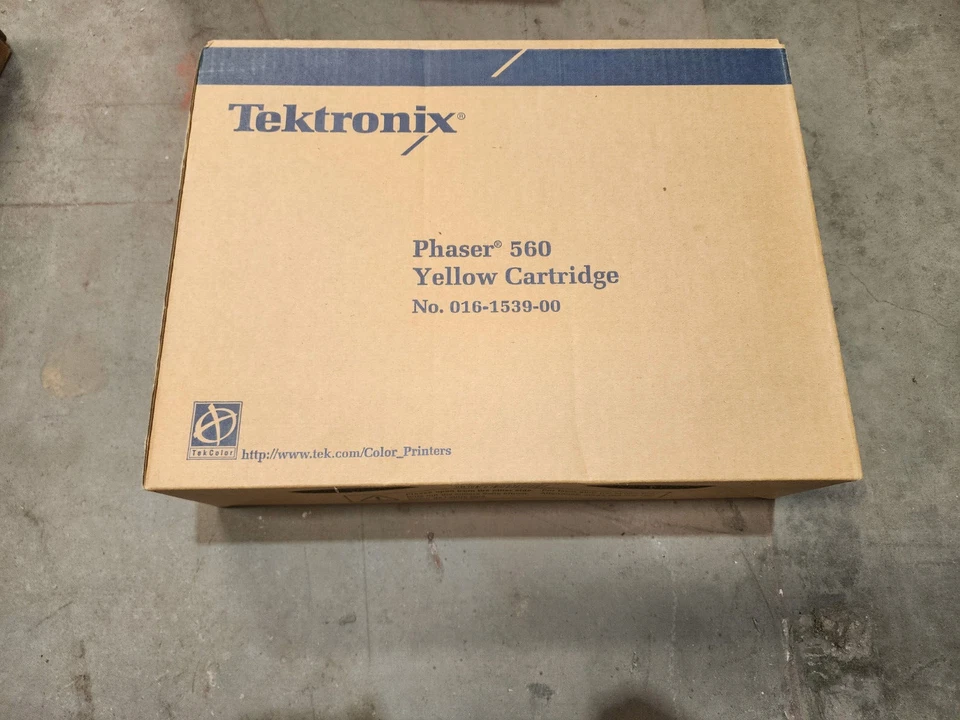 Tektronix®
Phaser® 560
Yellow Cartridge
No. 016-1539-00
TekColor
http://www.tek.com/Color_Printers